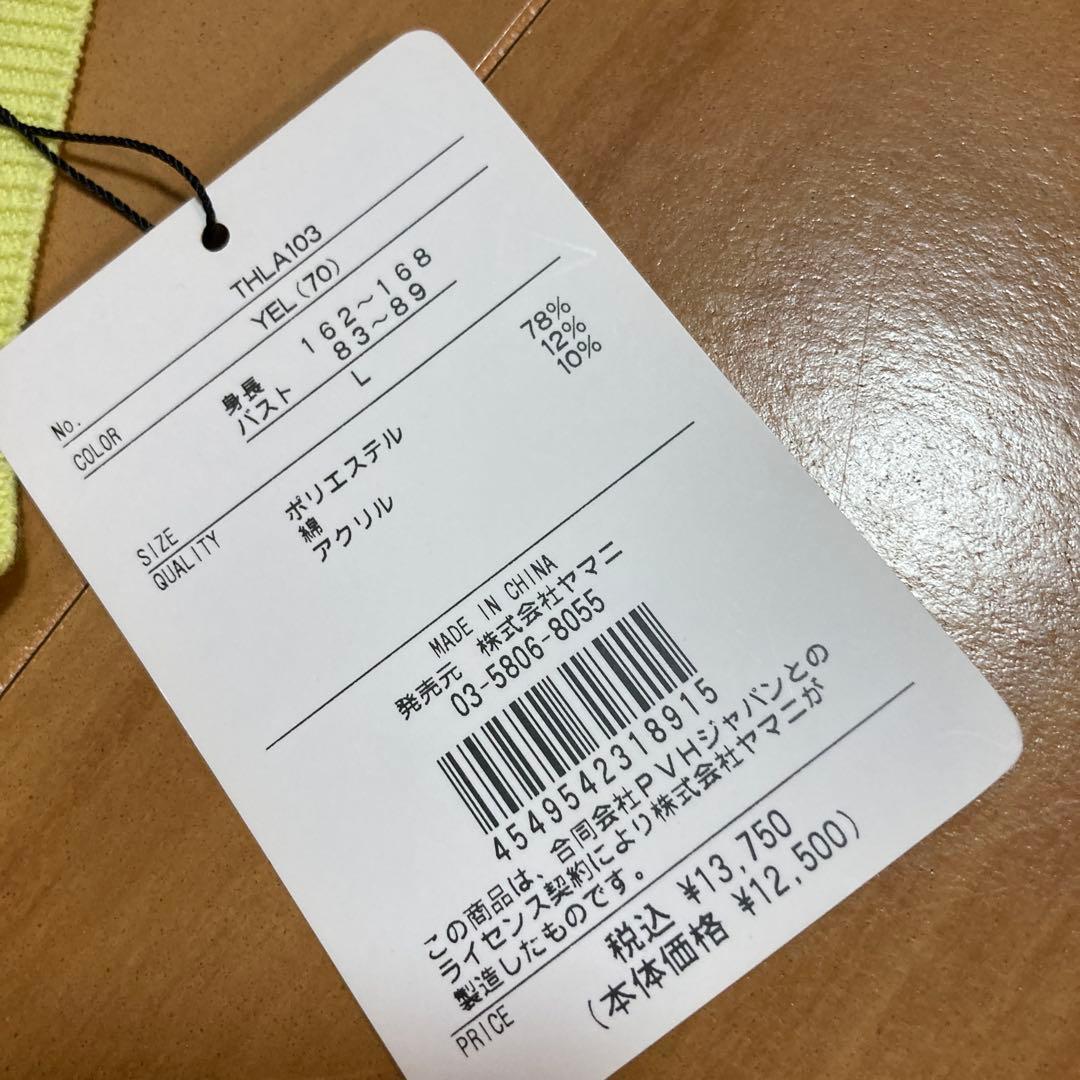 No. THLA103
COLOR YEL(70)
身長 162～168
バスト 83～89
SIZE L
QUALITY ポリエステル 78%
綿 12%
アクリル 10%
MADE IN CHINA
発売元 株式会社ヤマニ
03-5806-8055
4549542318915
この商品は、合同会社PVHジャパンとの
ライセンス契約により株式会社ヤマニが
製造したものです。
PRICE 税込 ¥13,750
(本体価格 ¥12,500)